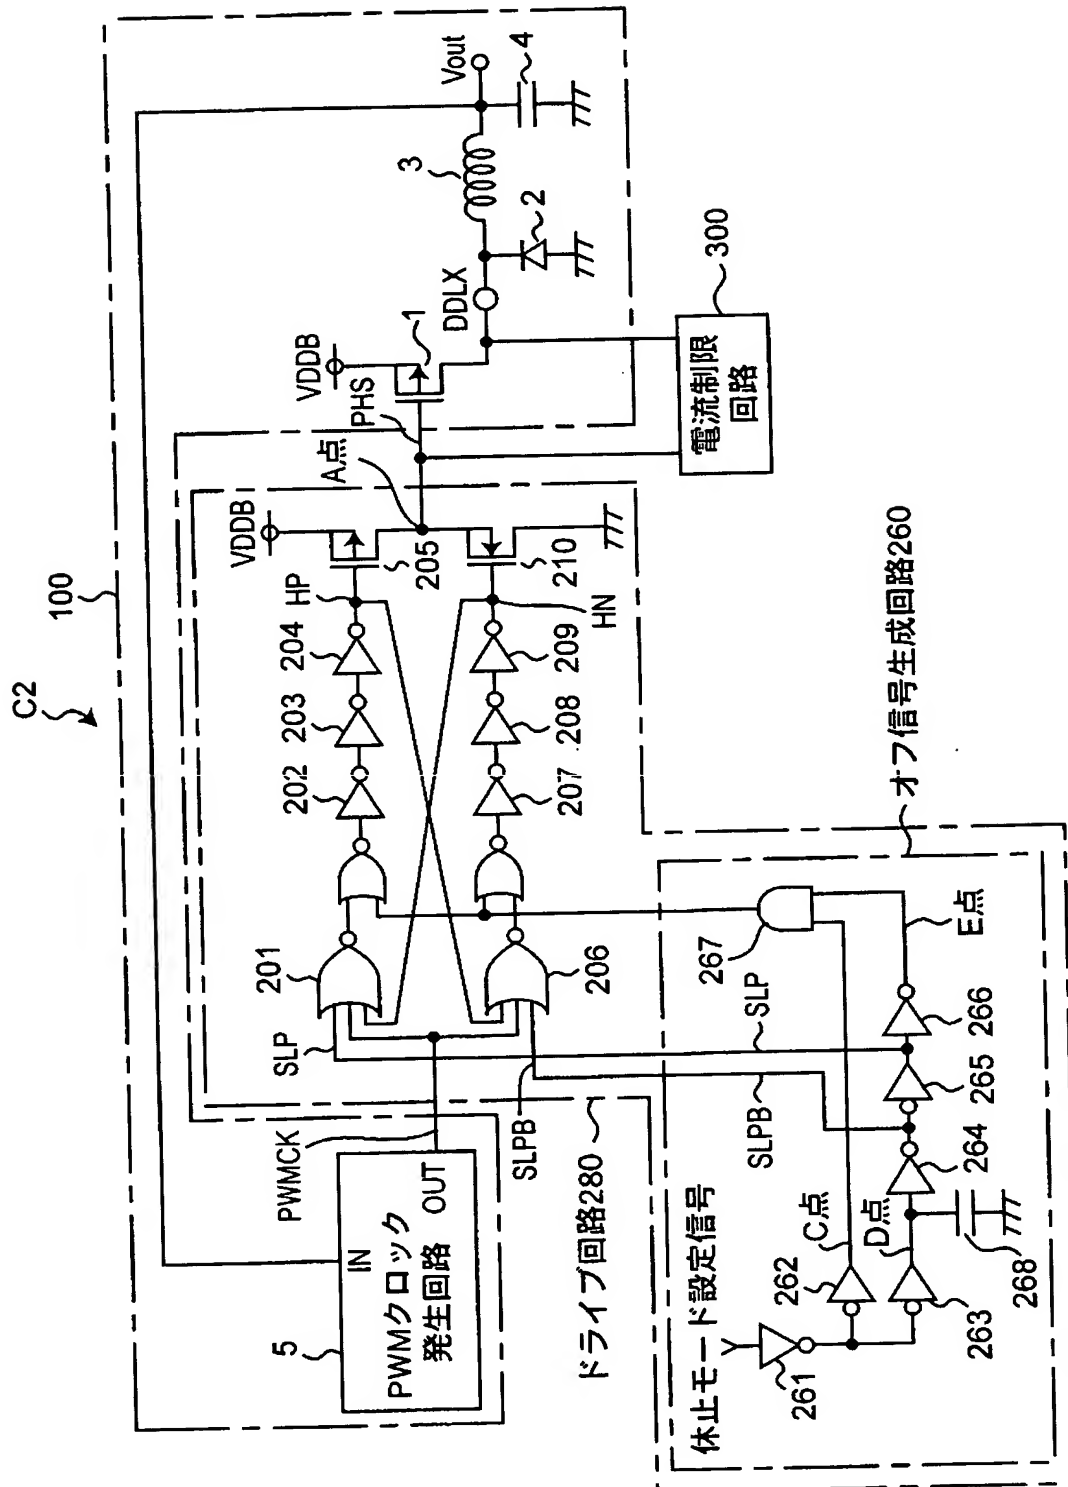 C2
100
5
IN
PWMクロック
発生回路
OUT
PWMCK
SLP
SLPB
201
202
203
204
HP
VDDB
A点
205
206
207
208
209
HN
210
PHS
VDDB
1
DDLX
2
3
Vout
4
300
電流制限
回路
ドライブ回路280
SLPB
SLP
267
E点
オフ信号生成回路260
休止モード設定信号
261
262
C点
263
D点
268
264
265
266